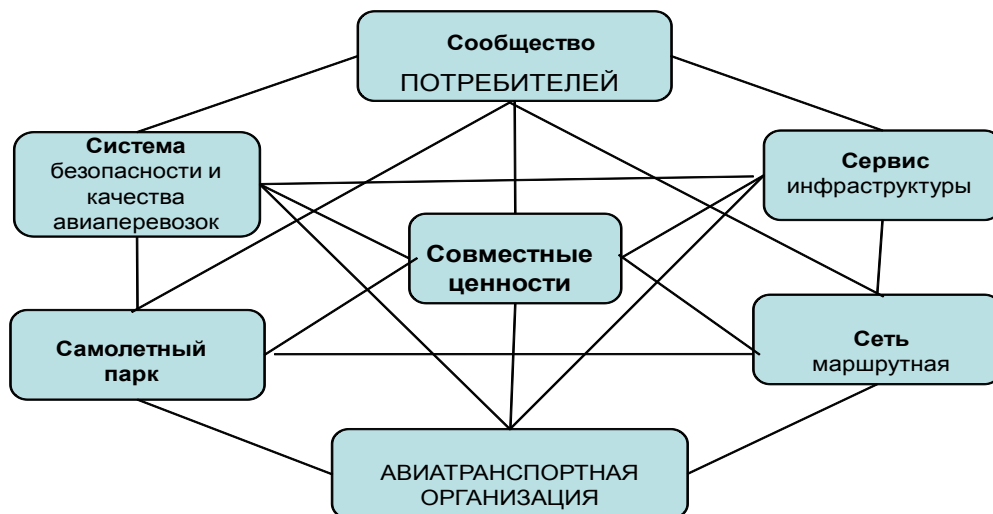 Сообщество
ПОТРЕБИТЕЛЕЙ
Система
безопасности и
качества
авиаперевозок
Сервис
инфраструктуры
Совместные
ценности
Самолетный
парк
Сеть
маршрутная
АВИАТРАНСПОРТНАЯ
ОРГАНИЗАЦИЯ